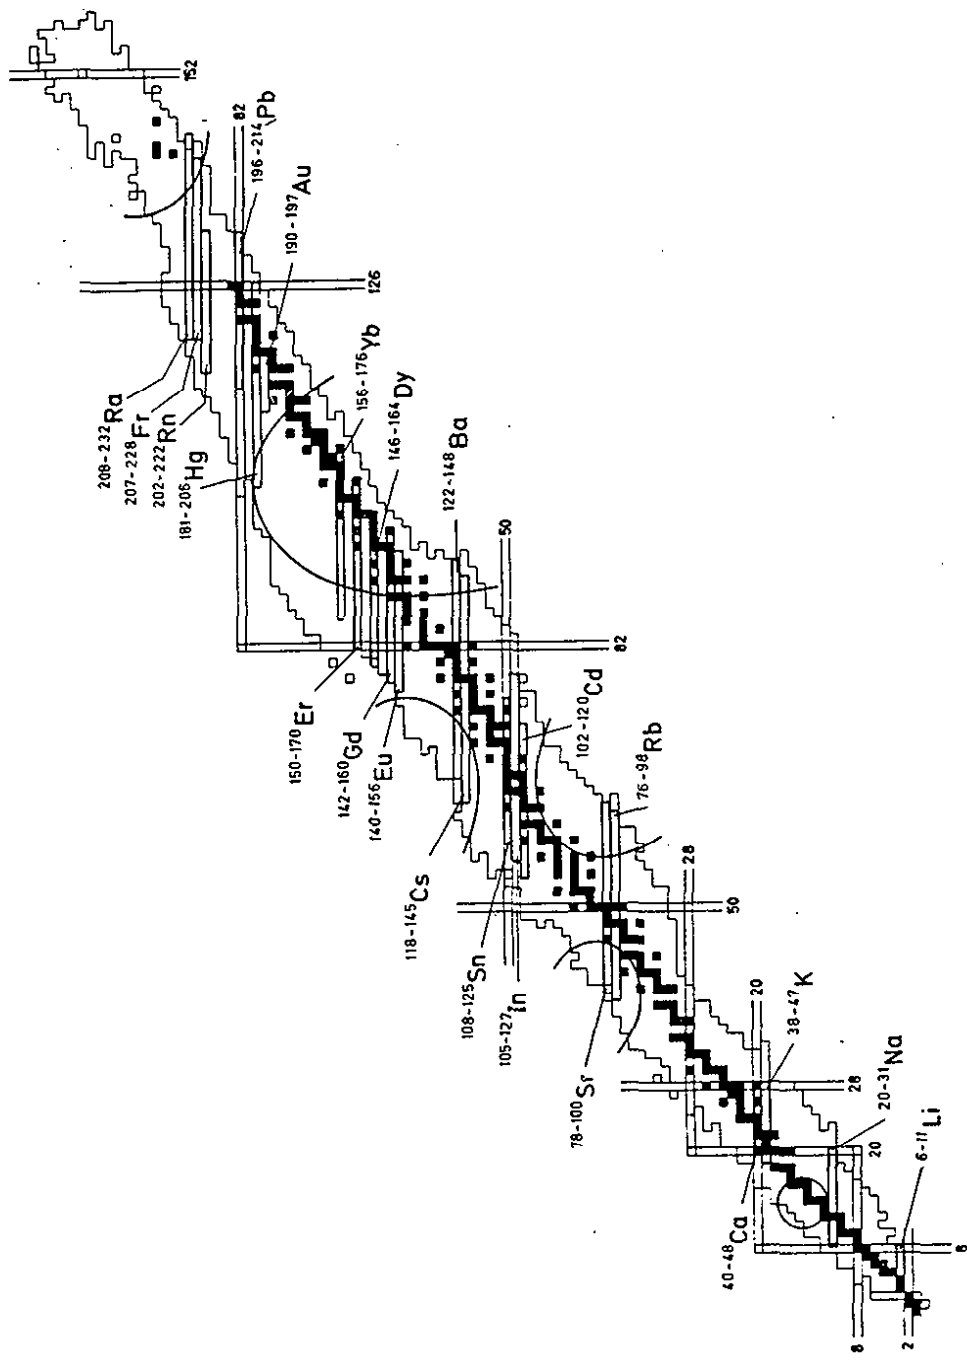 152
82
196-214Pb
190-197Au
126
208-232Ra
207-228Fr
202-222Rn
181-206Hg
156-176Yb
146-164Dy
122-148Ba
50
82
150-170Er
142-160Gd
140-156Eu
102-120Cd
76-98Rb
118-145Cs
28
50
108-125Sn
105-127In
20
38-47K
78-100Sr
28
20-31Na
20
6-11Li
40-48Ca
8
8
2